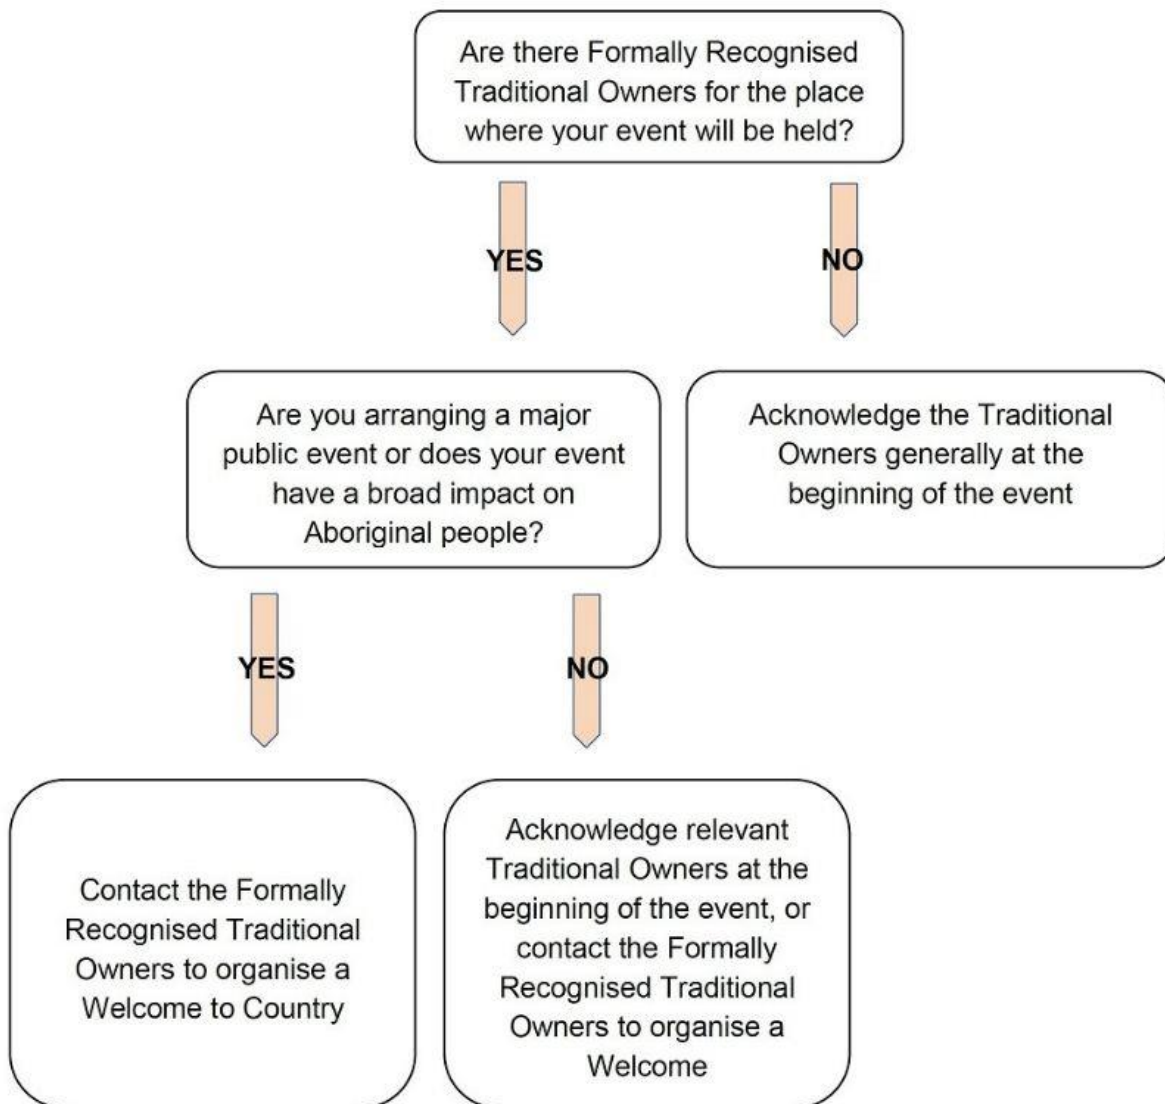 Are there Formally Recognised
Traditional Owners for the place
where your event will be held?
YES
NO
Are you arranging a major
public event or does your event
have a broad impact on
Aboriginal people?
Acknowledge the Traditional
Owners generally at the
beginning of the event
YES
NO
Contact the Formally
Recognised Traditional
Owners to organise a
Welcome to Country
Acknowledge relevant
Traditional Owners at the
beginning of the event, or
contact the Formally
Recognised Traditional
Owners to organise a
Welcome